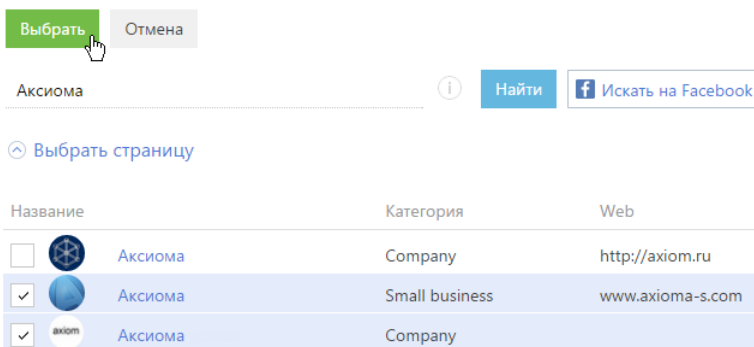 Выбрать Отмена
Аксиома i Найти f Искать на Facebook
Выбрать страницу
Название Категория Web
Аксиома Company http://axiom.ru
Аксиома Small business www.axioma-s.com
axiom Аксиома Company